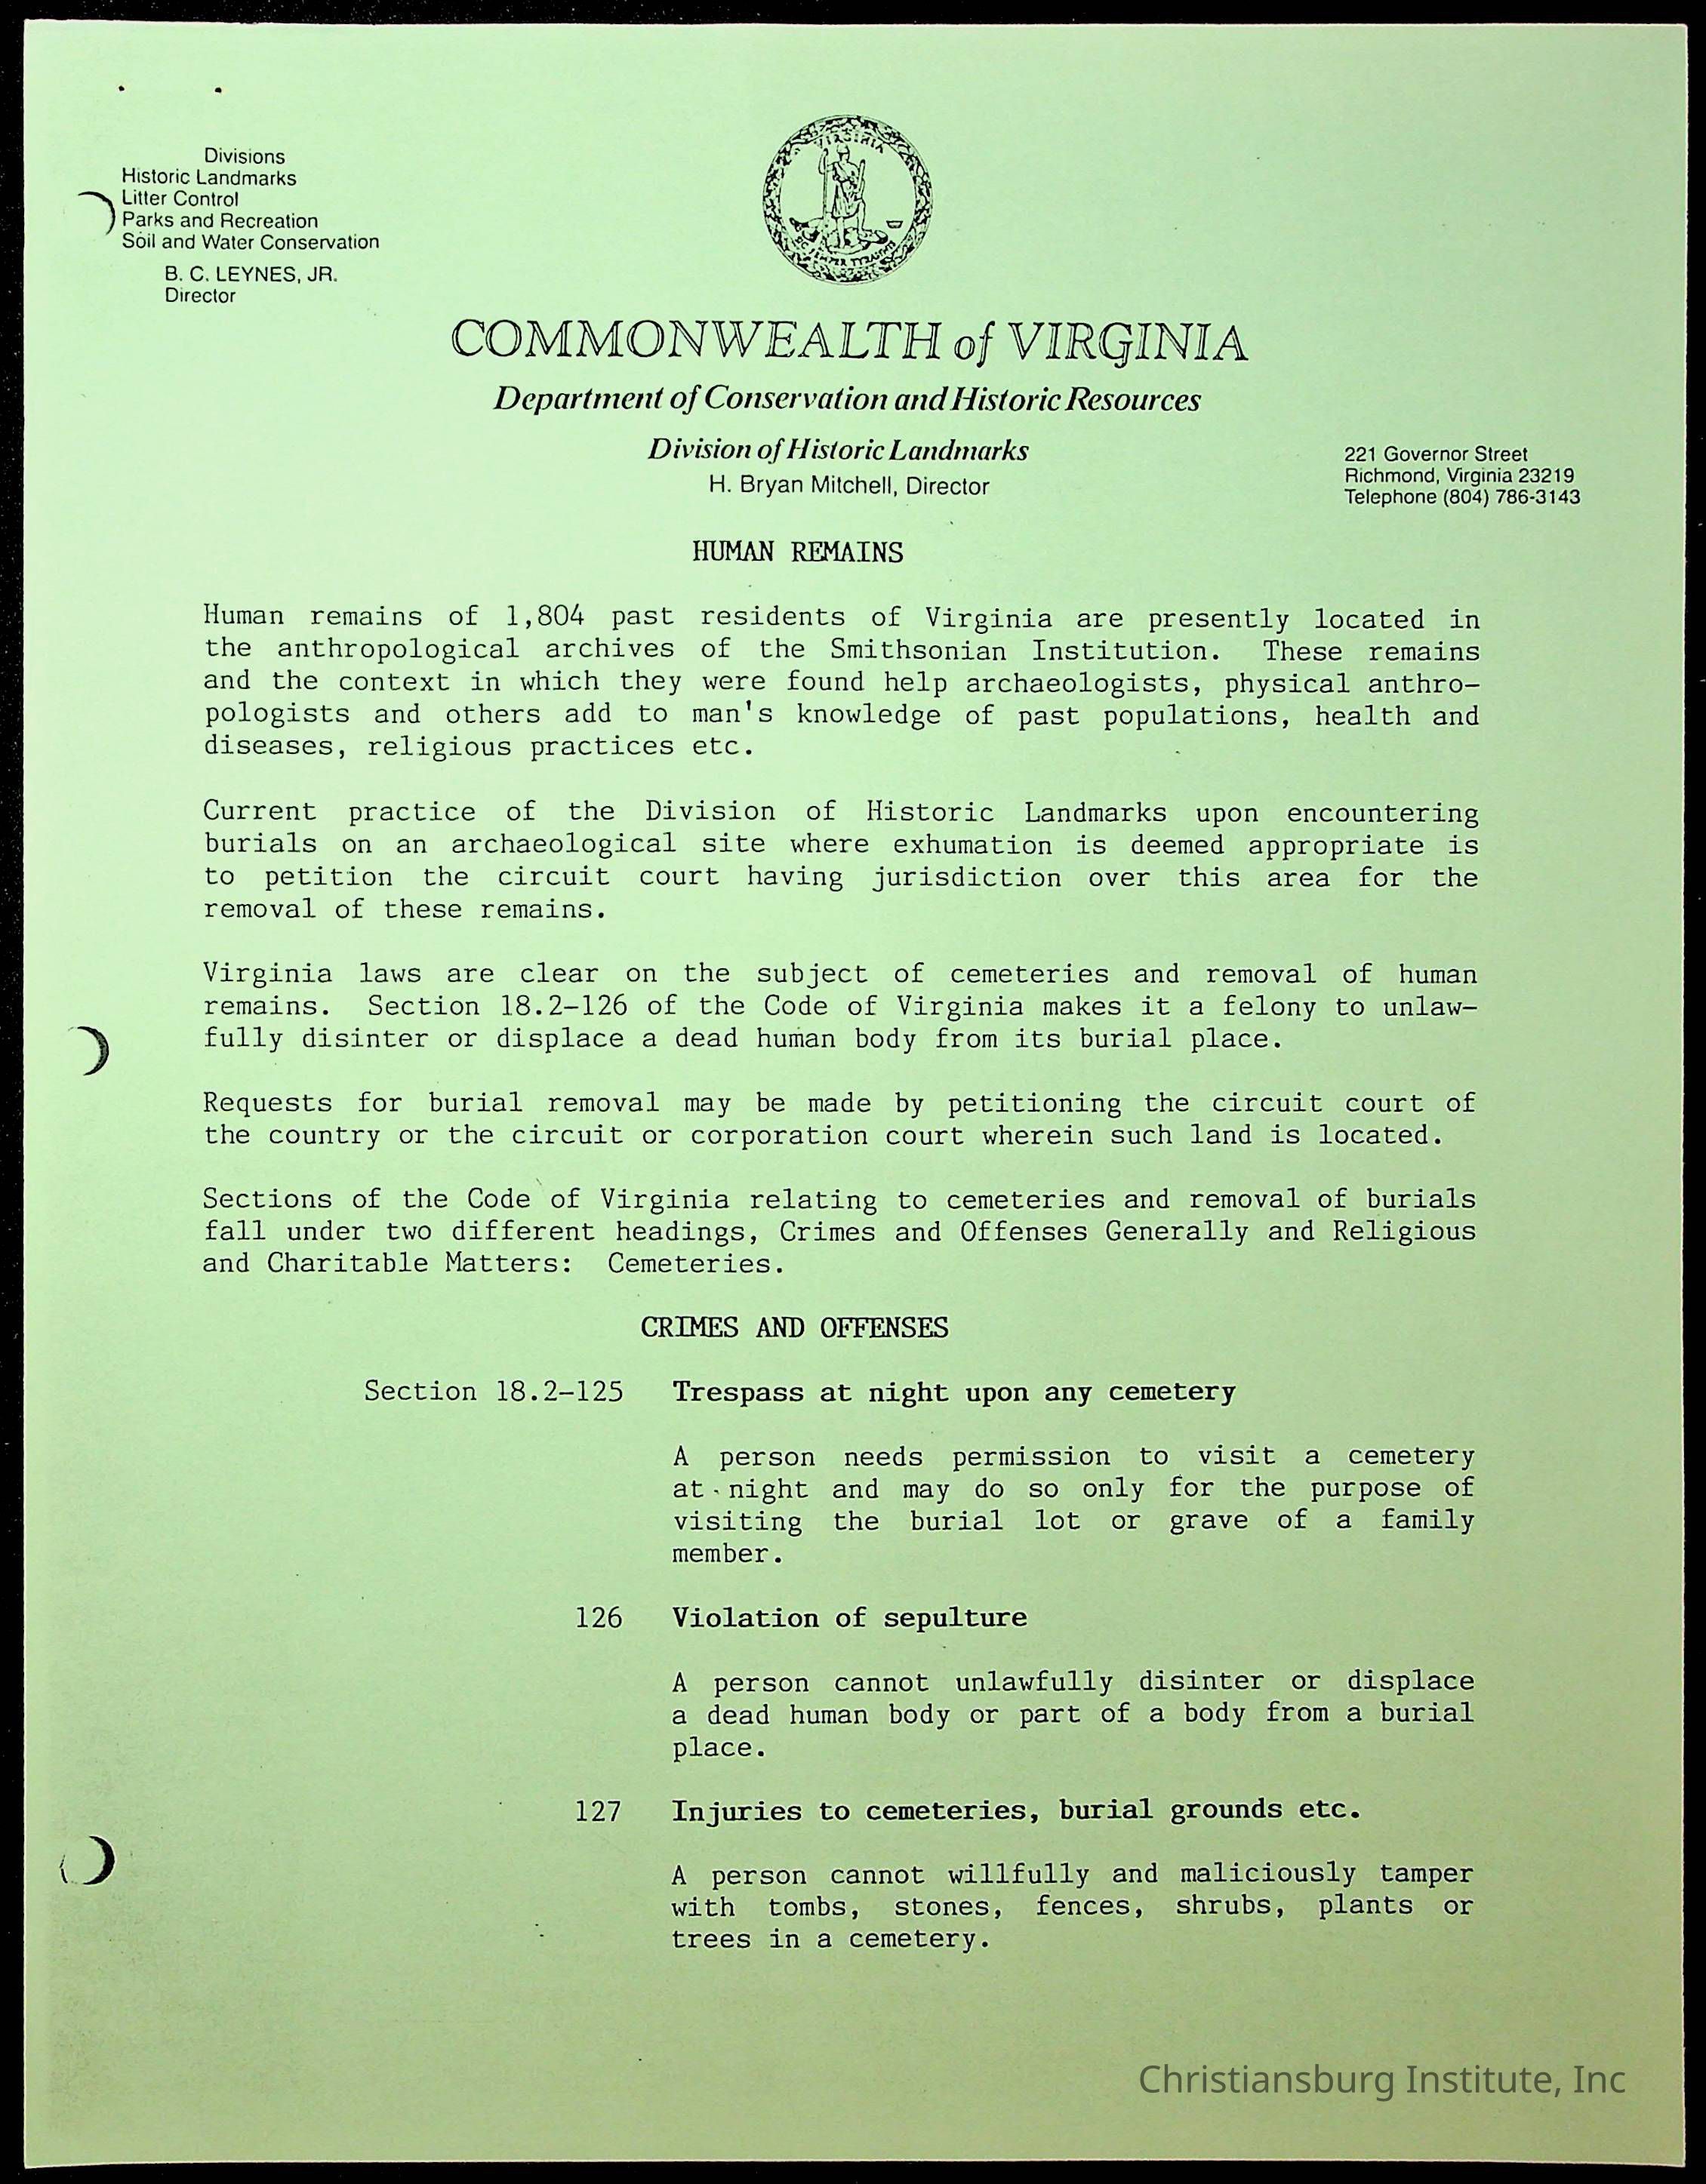 Divisions
Historic Landmarks
Litter Control
Parks and Recreation
Soil and Water Conservation
B. C. LEYNES, JR.
Director
VIRGINIA
SIC SEMPER TYRANNIS
COMMONWEALTH of VIRGINIA
Department of Conservation and Historic Resources
Division of Historic Landmarks
H. Bryan Mitchell, Director
221 Governor Street
Richmond, Virginia 23219
Telephone (804) 786-3143
HUMAN REMAINS
Human remains of 1,804 past residents of Virginia are presently located in
the anthropological archives of the Smithsonian Institution. These remains
and the context in which they were found help archaeologists, physical anthro-
pologists and others add to man's knowledge of past populations, health and
diseases, religious practices etc.
Current practice of the Division of Historic Landmarks upon encountering
burials on an archaeological site where exhumation is deemed appropriate is
to petition the circuit court having jurisdiction over this area for the
removal of these remains.
Virginia laws are clear on the subject of cemeteries and removal of human
remains. Section 18.2-126 of the Code of Virginia makes it a felony to unlaw-
fully disinter or displace a dead human body from its burial place.
Requests for burial removal may be made by petitioning the circuit court of
the country or the circuit or corporation court wherein such land is located.
Sections of the Code of Virginia relating to cemeteries and removal of burials
fall under two different headings, Crimes and Offenses Generally and Religious
and Charitable Matters: Cemeteries.
CRIMES AND OFFENSES
Section 18.2-125 Trespass at night upon any cemetery
A person needs permission to visit a cemetery
at night and may do so only for the purpose of
visiting the burial lot or grave of a family
member.
126 Violation of sepulture
A person cannot unlawfully disinter or displace
a dead human body or part of a body from a burial
place.
127 Injuries to cemeteries, burial grounds etc.
A person cannot willfully and maliciously tamper
with tombs, stones, fences, shrubs, plants or
trees in a cemetery.
Christiansburg Institute, Inc